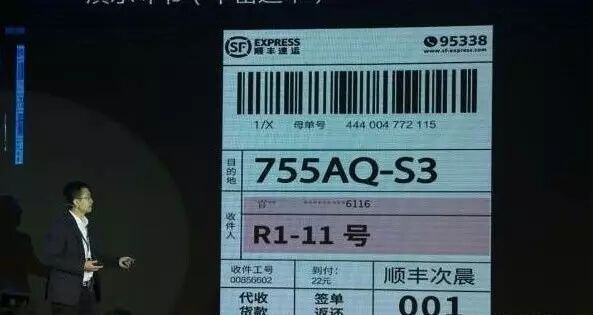 SF EXPRESS
顺丰速运
95338
www.sf-express.com
1/X 母单号 444 004 772 115
目的地
755AQ-S3
6116
收件人
R1-11 号
收件工号
00856602
到付:
22元
顺丰次晨
代收
货款
签单
返还
001